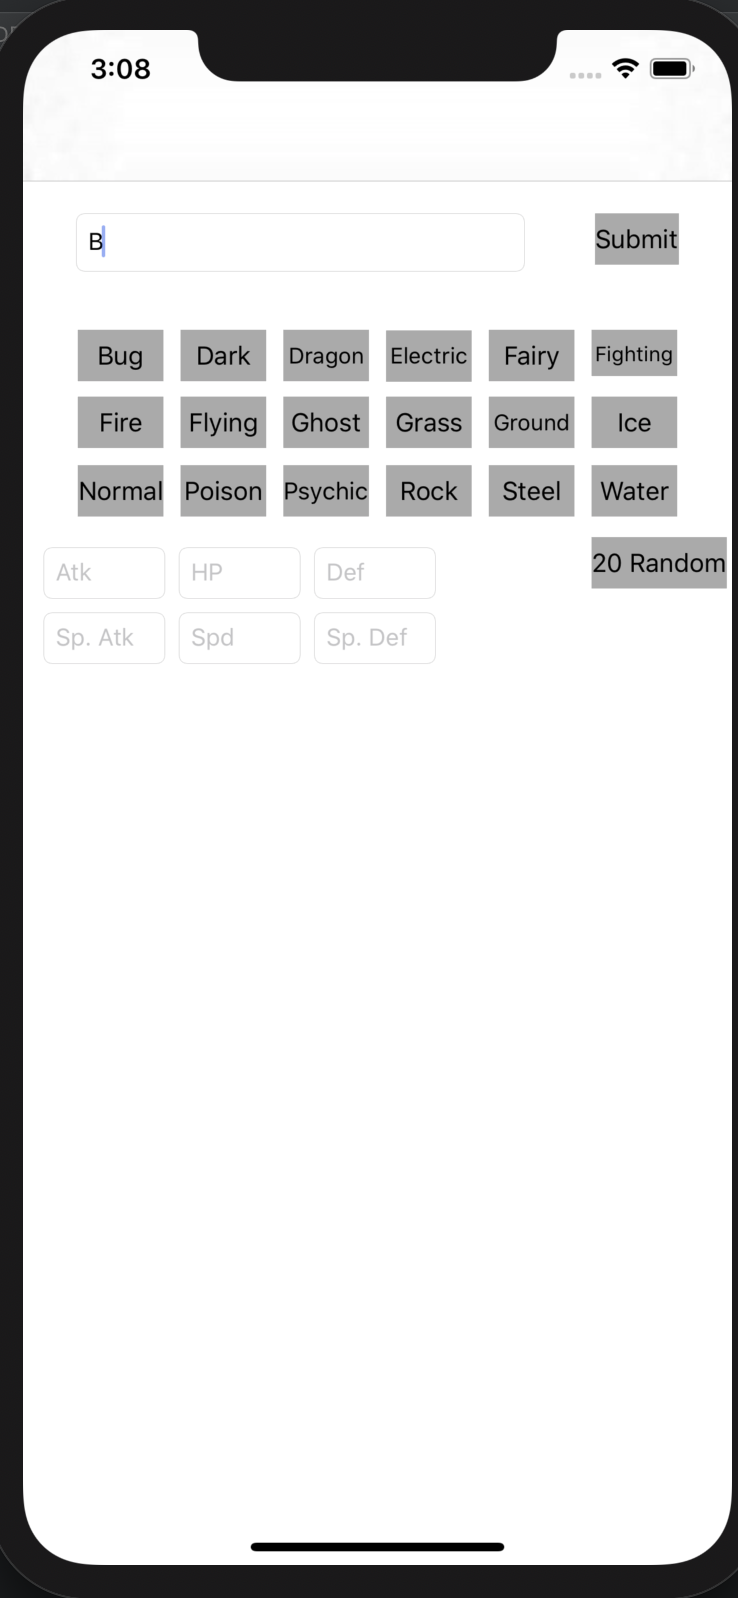 3:08
B
Submit
Bug Dark Dragon Electric Fairy Fighting
Fire Flying Ghost Grass Ground Ice
Normal Poison Psychic Rock Steel Water
Atk HP Def 20 Random
Sp. Atk Spd Sp. Def